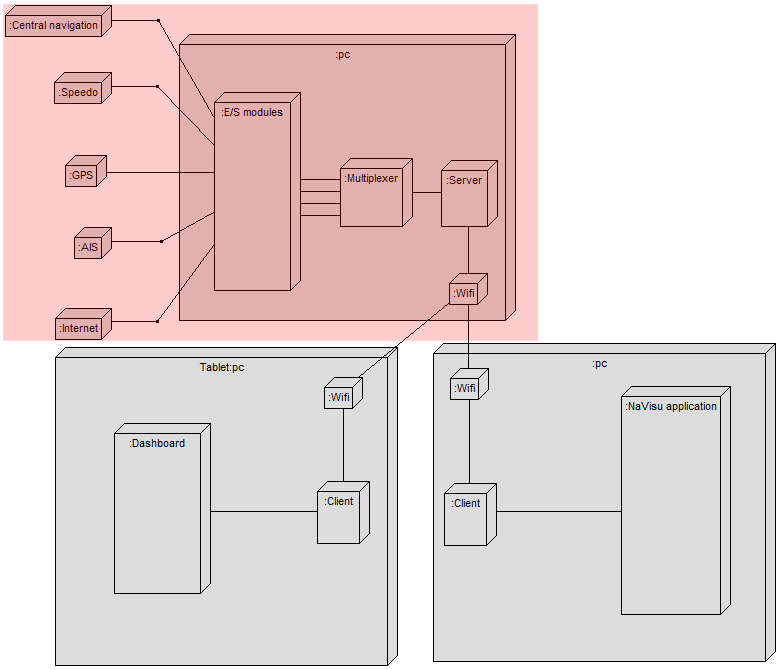 :Central navigation
:pc
:Speedo
:E/S modules
:GPS
:Multiplexer
:Server
:AIS
:Wifi
:Internet
Tablet:pc
:Wifi
:Dashboard
:Client
:pc
:Wifi
:NaVisu application
:Client